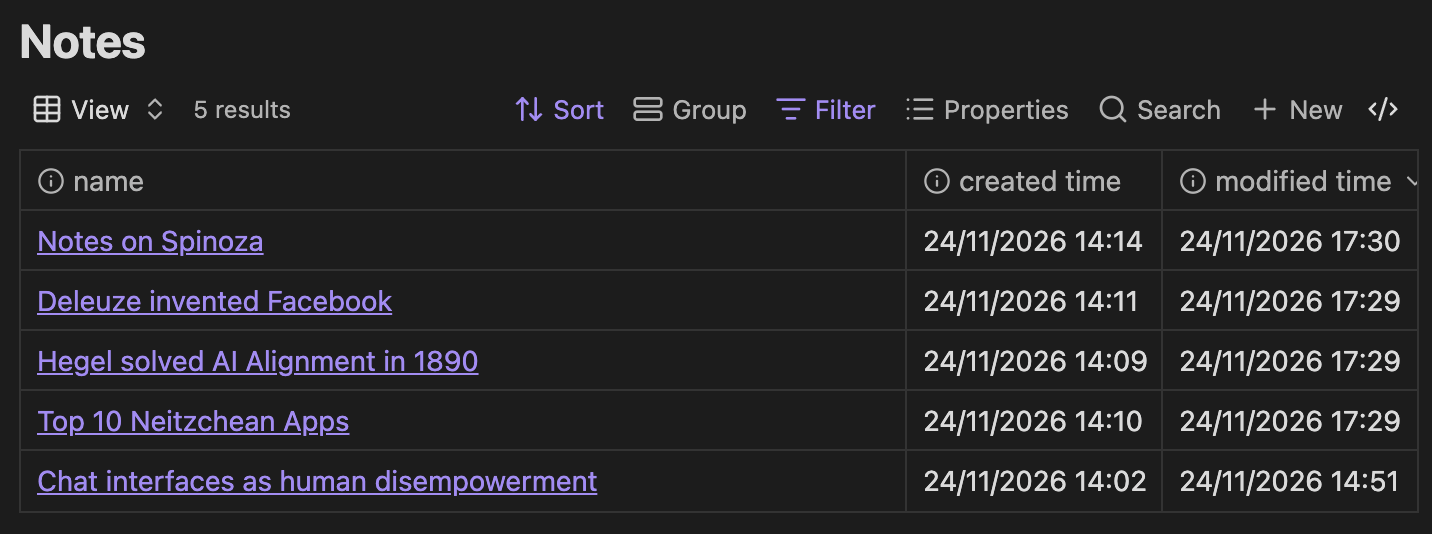 Notes
View 5 results Sort Group Filter Properties Search New
name created time modified time
Notes on Spinoza 24/11/2026 14:14 24/11/2026 17:30
Deleuze invented Facebook 24/11/2026 14:11 24/11/2026 17:29
Hegel solved AI Alignment in 1890 24/11/2026 14:09 24/11/2026 17:29
Top 10 Neitzchean Apps 24/11/2026 14:10 24/11/2026 17:29
Chat interfaces as human disempowerment 24/11/2026 14:02 24/11/2026 14:51